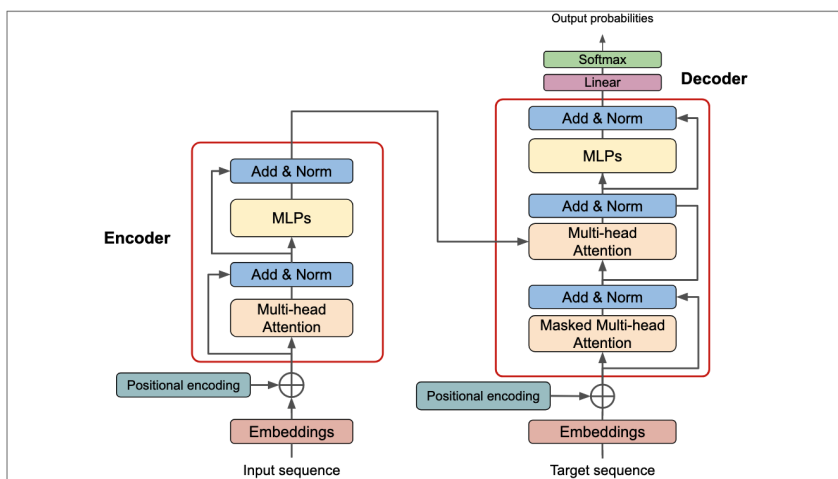 Output probabilities
Softmax
Linear
Decoder
Add & Norm
MLPs
Add & Norm
Multi-head
Attention
Add & Norm
Masked Multi-head
Attention
Positional encoding
Embeddings
Target sequence
Encoder
Add & Norm
MLPs
Add & Norm
Multi-head
Attention
Positional encoding
Embeddings
Input sequence